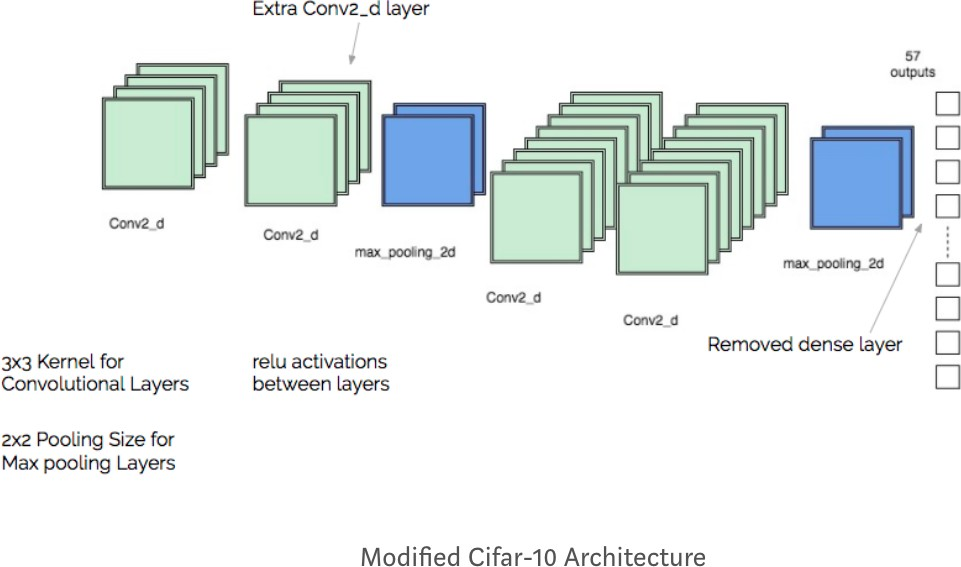 Extra Conv2_d layer
57
outputs
Conv2_d
Conv2_d
max_pooling_2d
Conv2_d
Conv2_d
max_pooling_2d
Removed dense layer
3x3 Kernel for
Convolutional Layers
relu activations
between layers
2x2 Pooling Size for
Max pooling Layers
Modified Cifar-10 Architecture